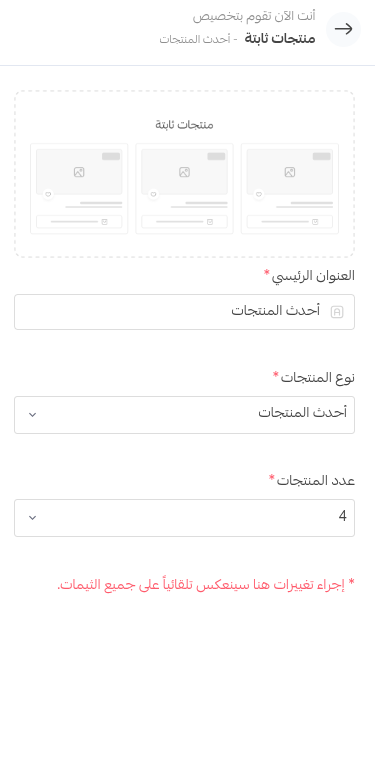 أنت الآن تقوم بتخصيص
منتجات ثابتة - أحدث المنتجات
منتجات ثابتة
العنوان الرئيسي *
أحدث المنتجات
نوع المنتجات *
أحدث المنتجات
عدد المنتجات *
4
* إجراء تغييرات هنا سينعكس تلقائياً على جميع الثيمات.